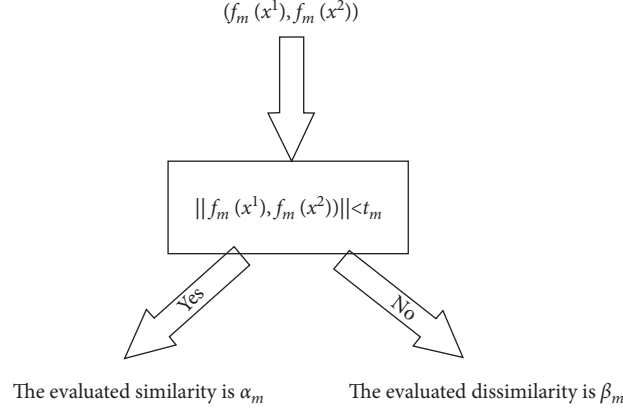 (f_m (x^1), f_m (x^2))
||f_m (x^1), f_m (x^2))||<t_m
Yes
No
The evaluated similarity is α_m
The evaluated dissimilarity is β_m